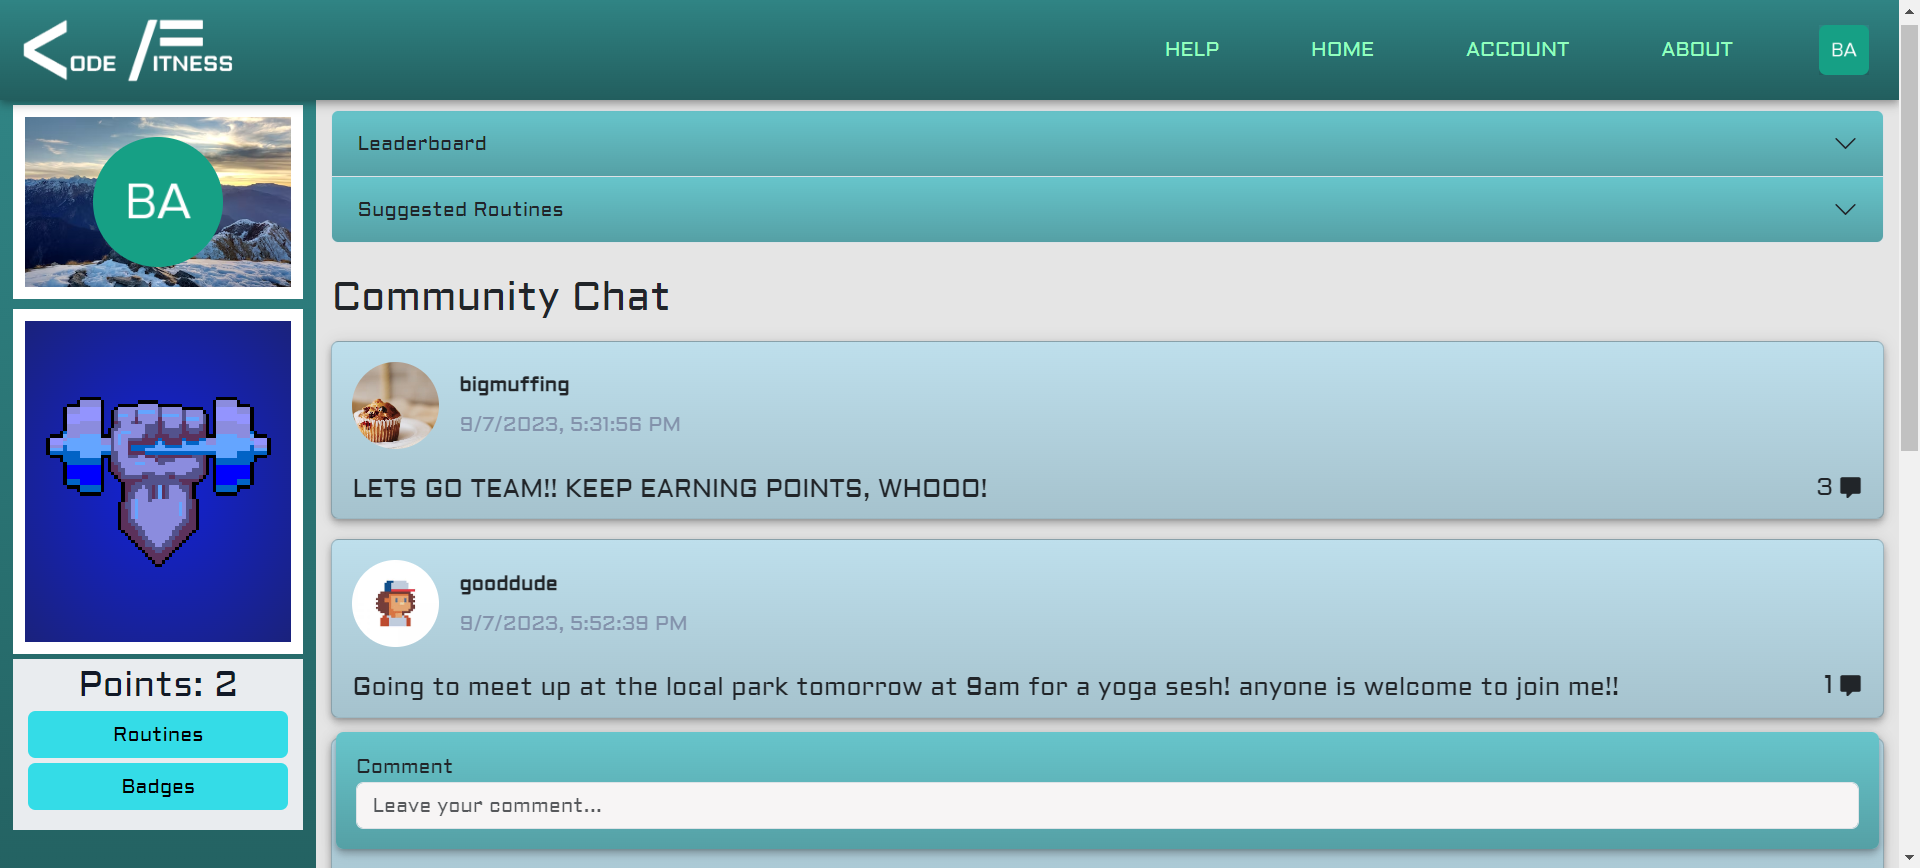 CODE /FITNESS
HELP HOME ACCOUNT ABOUT BA
BA
Points: 2
Routines
Badges
Leaderboard
Suggested Routines
Community Chat
bigmuffing
9/7/2023, 5:31:56 PM
LETS GO TEAM!! KEEP EARNING POINTS, WHOOO!
3
gooddude
9/7/2023, 5:52:39 PM
Going to meet up at the local park tomorrow at 9am for a yoga sesh! anyone is welcome to join me!!
1
Comment
Leave your comment...